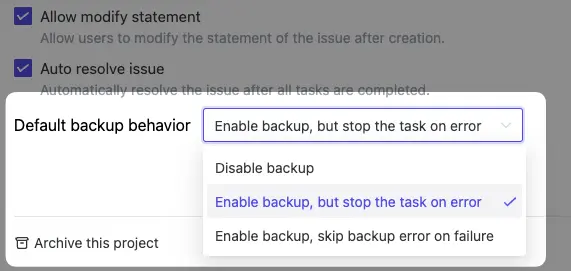 Allow modify statement
Allow users to modify the statement of the issue after creation.
Auto resolve issue
Automatically resolve the issue after all tasks are completed.
Default backup behavior
Enable backup, but stop the task on error
Disable backup
Enable backup, but stop the task on error
Enable backup, skip backup error on failure
Archive this project